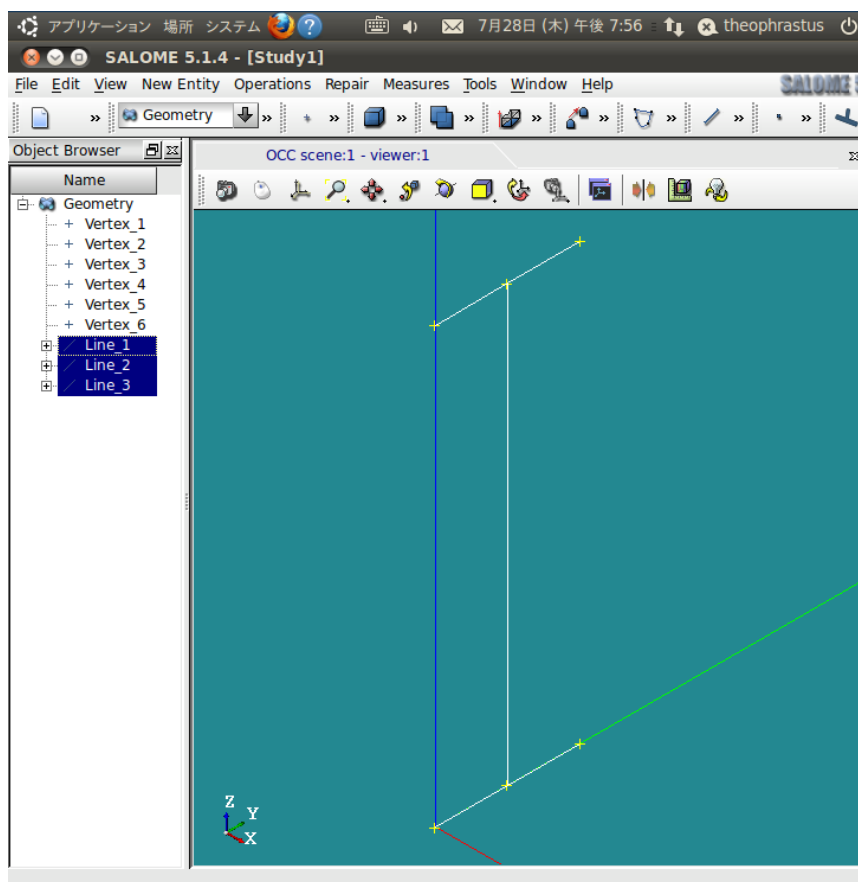 アプリケーション 場所 システム 7月28日 (木) 午後 7:56 theophrastus
SALOME 5.1.4 - [Study1]
File Edit View New Entity Operations Repair Measures Tools Window Help SALOME
» Geometry » » » » » » » »
Object Browser OCC scene:1 - viewer:1
Name
Geometry
Vertex_1
Vertex_2
Vertex_3
Vertex_4
Vertex_5
Vertex_6
Line_1
Line_2
Line_3
Z
Y
X